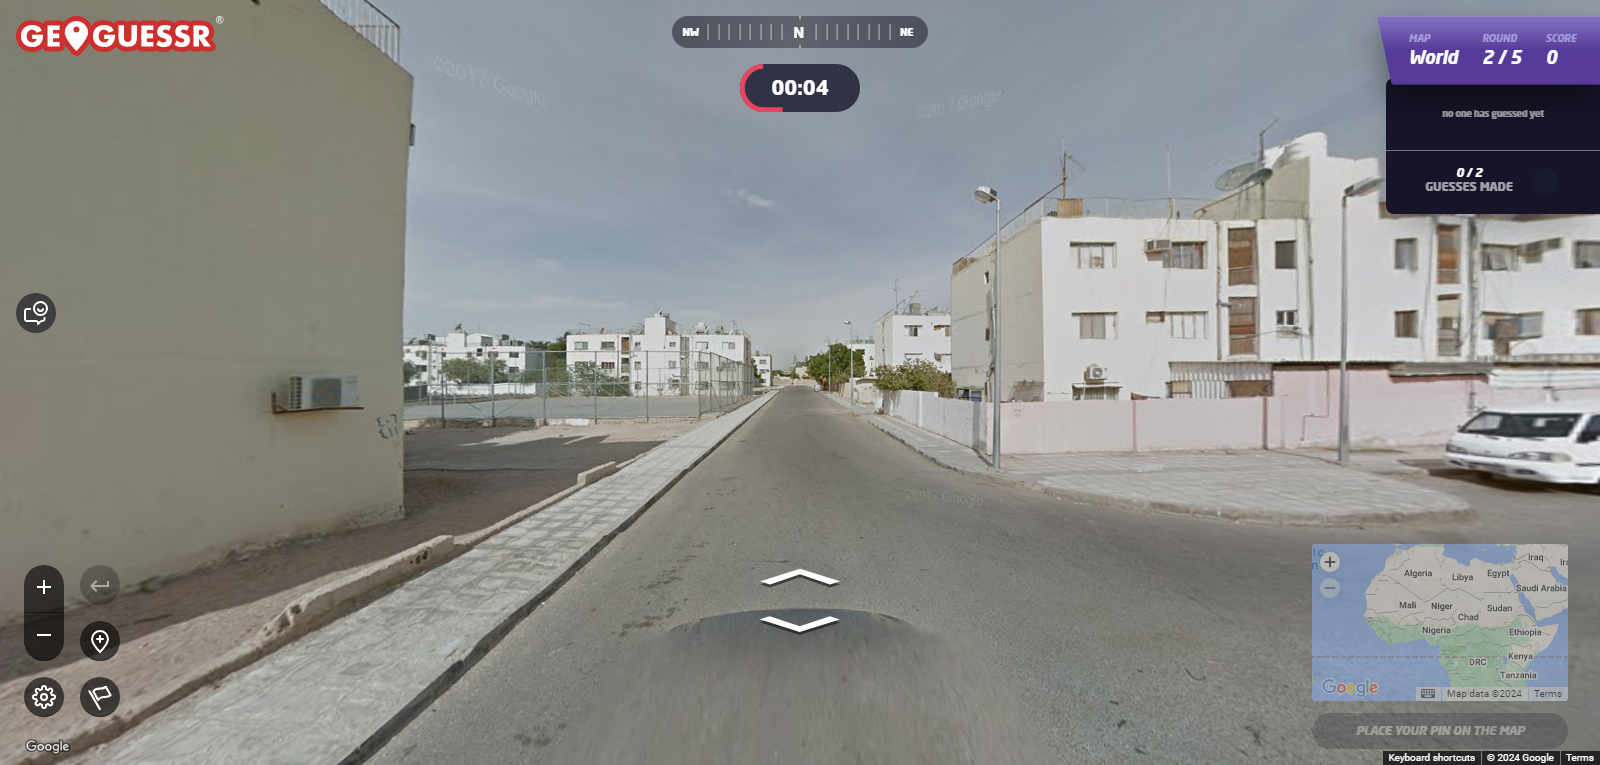 GEOGUESSR®
NW N NE
00:04
MAP ROUND SCORE
World 2 / 5 0
no one has guessed yet
0 / 2
GUESSES MADE
©2017 Google
©2017 Google
©2017 Google
٤٠٦
+
−
+
−
Iraq
Algeria
Libya
Egypt
Saudi Arabia
Mali
Niger
Chad
Sudan
Nigeria
Ethiopia
DRC
Kenya
Tanzania
Google
Map data ©2024 Terms
PLACE YOUR PIN ON THE MAP
Google
Keyboard shortcuts © 2024 Google Terms